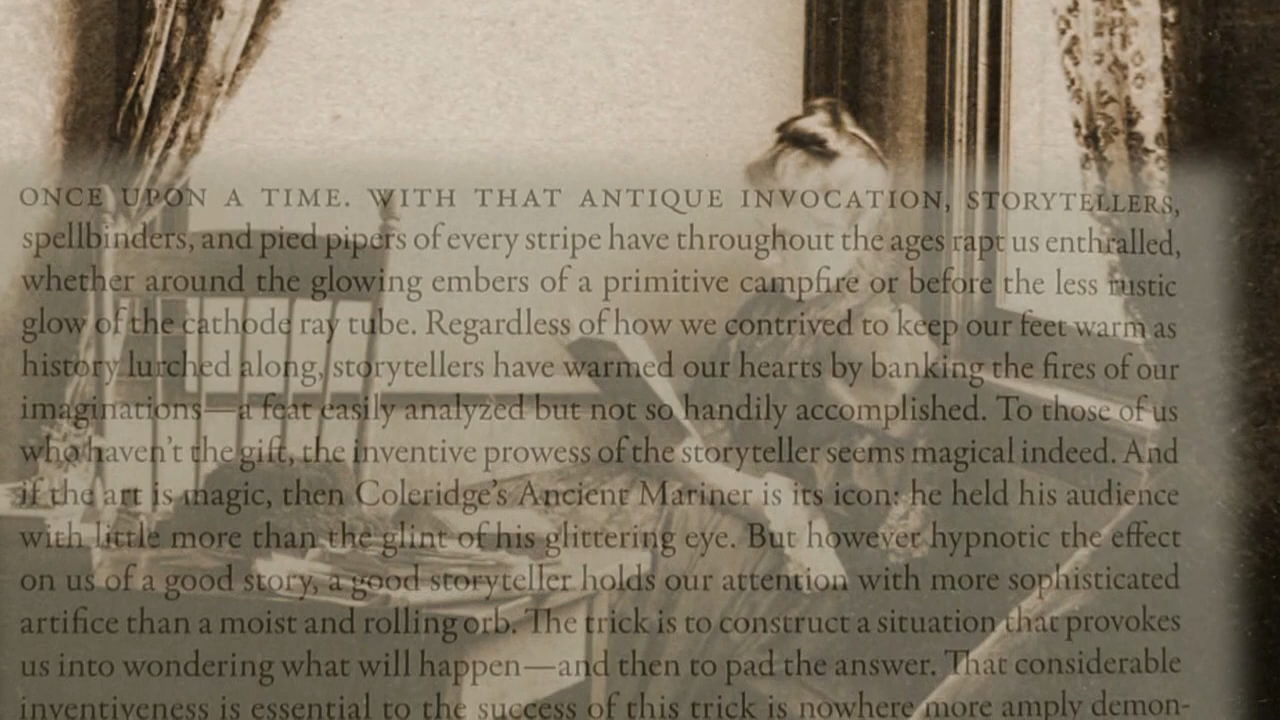 ONCE UPON A TIME. WITH THAT ANTIQUE INVOCATION, STORYTELLERS,
spellbinders, and pied pipers of every stripe have throughout the ages rapt us enthralled,
whether around the glowing embers of a primitive campfire or before the less rustic
glow of the cathode ray tube. Regardless of how we contrived to keep our feet warm as
history lurched along, storytellers have warmed our hearts by banking the fires of our
imaginations—a feat easily analyzed but not so handily accomplished. To those of us
who haven't the gift, the inventive prowess of the storyteller seems magical indeed. And
if the art is magic, then Coleridge's Ancient Mariner is its icon: he held his audience
with little more than the glint of his glittering eye. But however hypnotic the effect
on us of a good story, a good storyteller holds our attention with more sophisticated
artifice than a moist and rolling orb. The trick is to construct a situation that provokes
us into wondering what will happen—and then to pad the answer. That considerable
inventiveness is essential to the success of this trick is nowhere more amply demon-